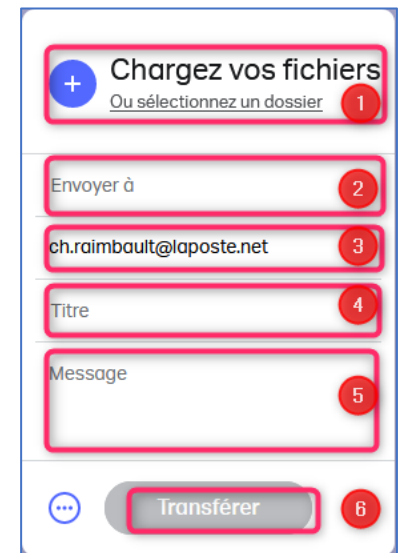 + Chargez vos fichiers
Ou sélectionnez un dossier 1
Envoyer à 2
ch.raimbault@laposte.net 3
Titre 4
Message
5
Transférer 6